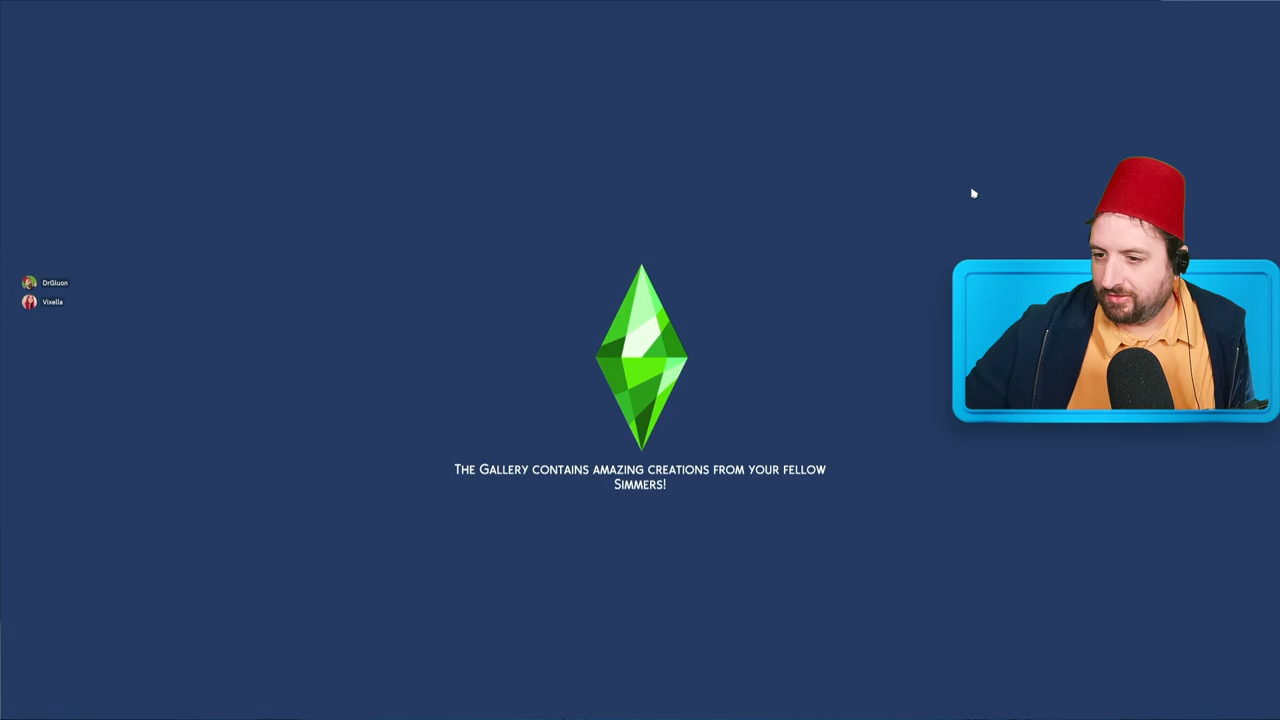 DrGluon
Vixella
THE GALLERY CONTAINS AMAZING CREATIONS FROM YOUR FELLOW
SIMMERS!